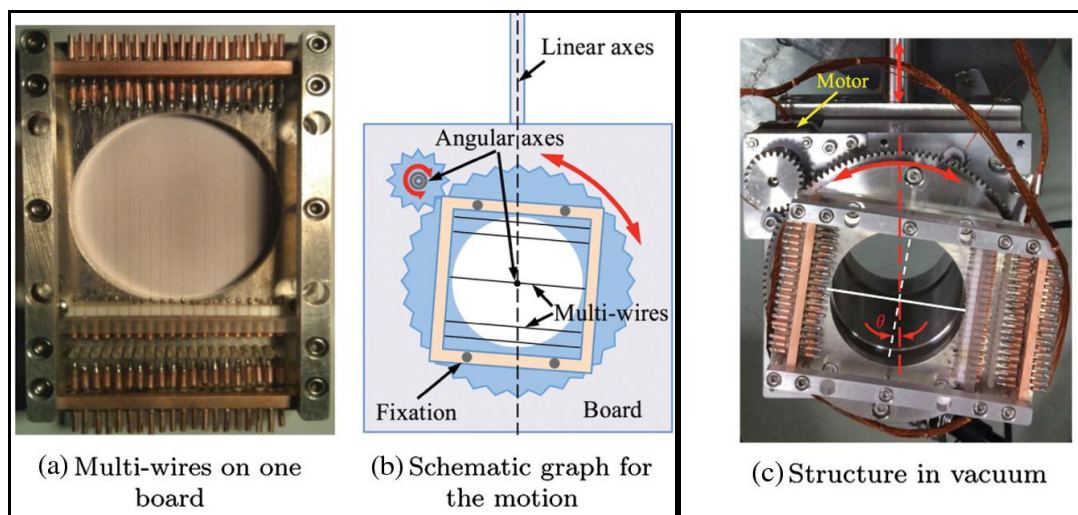 Linear axes
Angular axes
Multi-wires
Fixation
Board
Motor
θ
(a) Multi-wires on one
board
(b) Schematic graph for
the motion
(c) Structure in vacuum